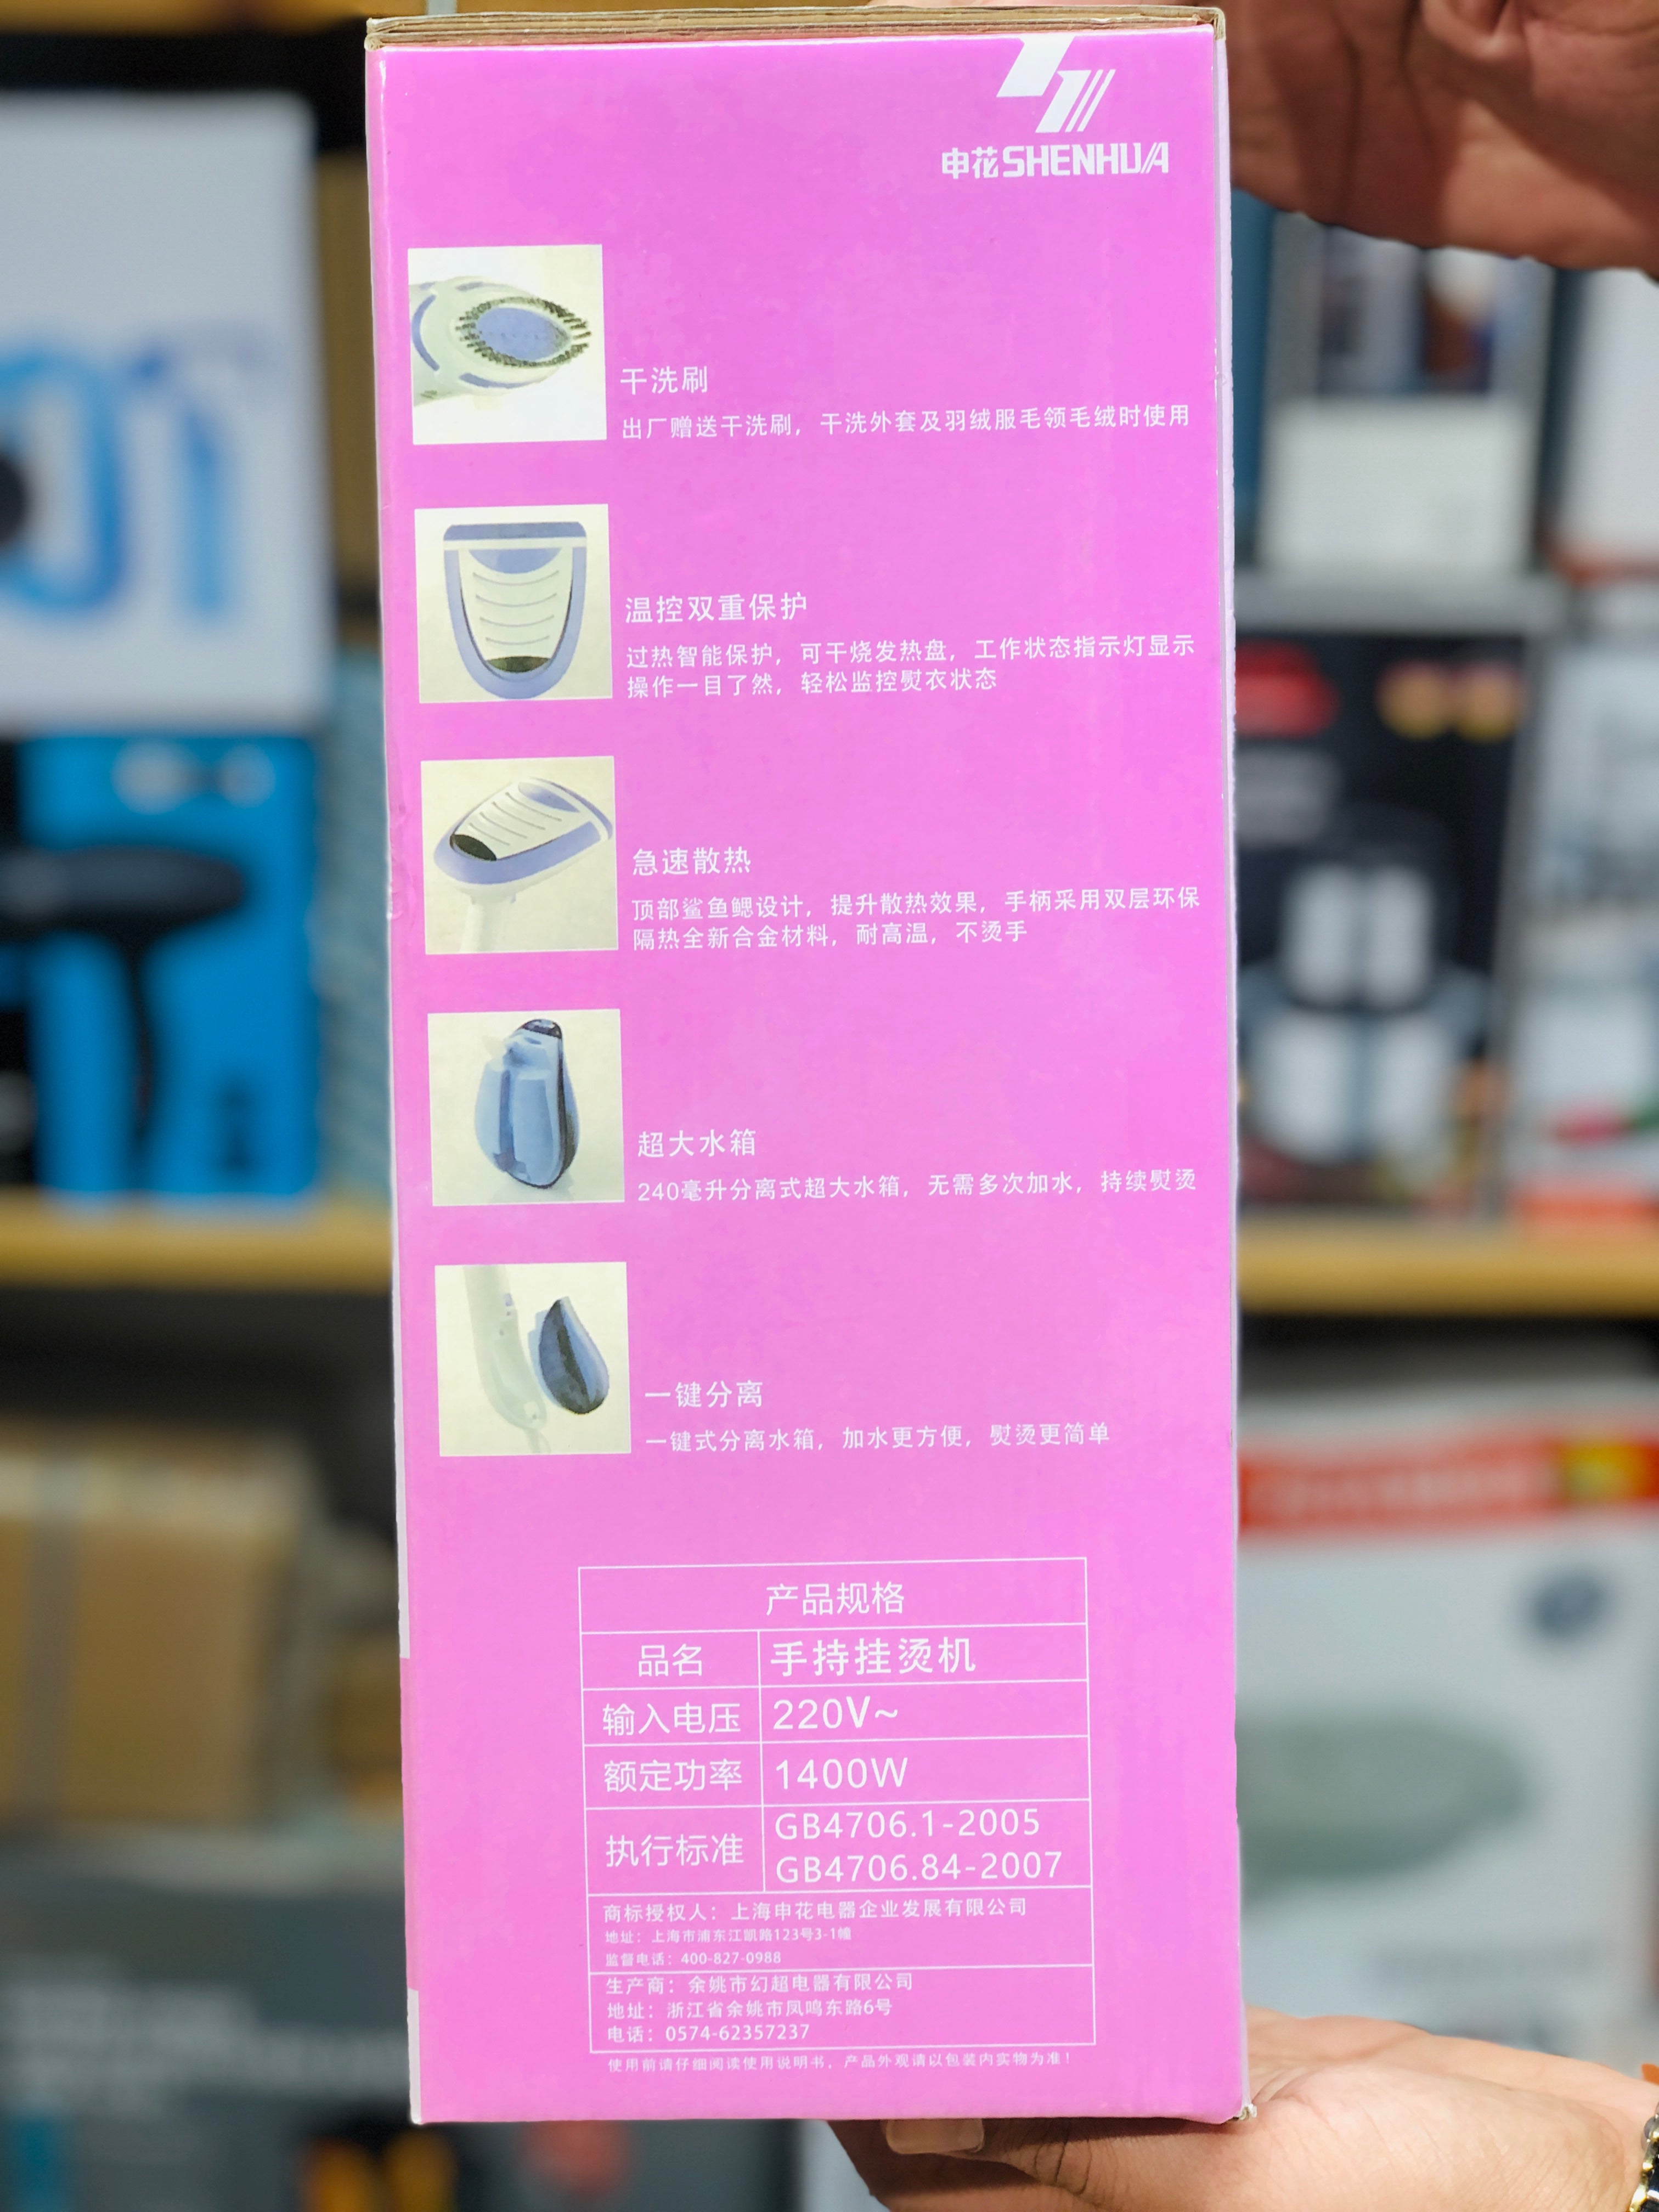 申花SHENHUA
干洗刷
出厂赠送干洗刷，干洗外套及羽绒服毛领毛绒时使用
温控双重保护
过热智能保护，可干烧发热盘，工作状态指示灯显示
操作一目了然，轻松监控熨衣状态
急速散热
顶部鲨鱼鳃设计，提升散热效果，手柄采用双层环保
隔热全新合金材料，耐高温，不烫手
超大水箱
240毫升分离式超大水箱，无需多次加水，持续熨烫
一键分离
一键式分离水箱，加水更方便，熨烫更简单
产品规格
品名 手持挂烫机
输入电压 220V~
额定功率 1400W
执行标准 GB4706.1-2005
GB4706.84-2007
商标授权人：上海申花电器企业发展有限公司
地址：上海市浦东江凯路123号3-1幢
监督电话：400-827-0988
生产商：余姚市幻超电器有限公司
地址：浙江省余姚市凤鸣东路6号
电话：0574-62357237
使用前请仔细阅读使用说明书，产品外观请以包装内实物为准！